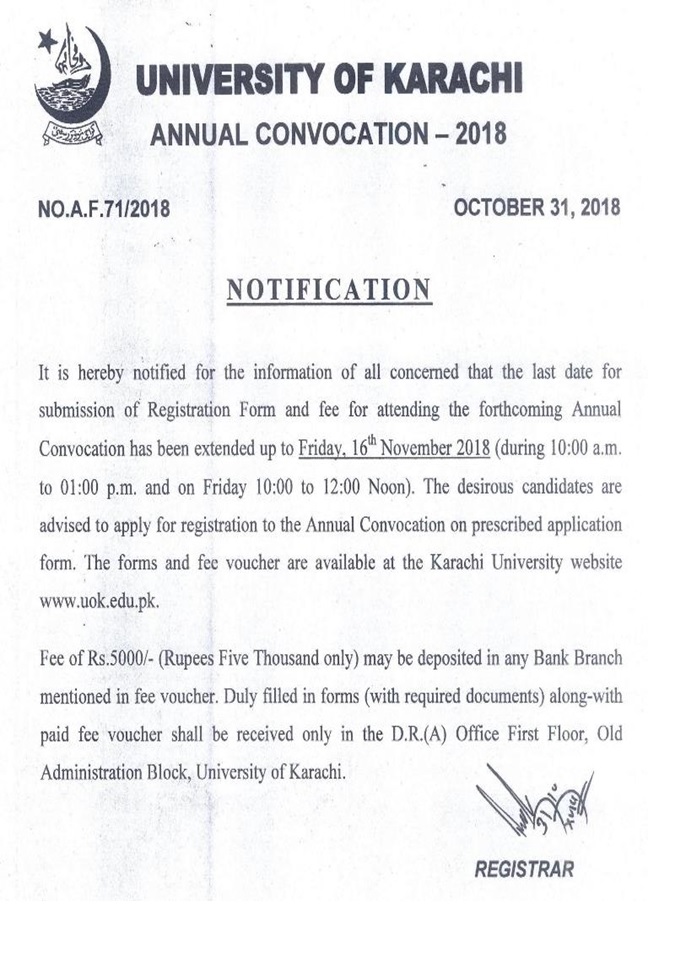 UNIVERSITY OF KARACHI
ANNUAL CONVOCATION – 2018
NO.A.F.71/2018 OCTOBER 31, 2018
NOTIFICATION
It is hereby notified for the information of all concerned that the last date for
submission of Registration Form and fee for attending the forthcoming Annual
Convocation has been extended up to Friday, 16th November 2018 (during 10:00 a.m.
to 01:00 p.m. and on Friday 10:00 to 12:00 Noon). The desirous candidates are
advised to apply for registration to the Annual Convocation on prescribed application
form. The forms and fee voucher are available at the Karachi University website
www.uok.edu.pk.
Fee of Rs.5000/- (Rupees Five Thousand only) may be deposited in any Bank Branch
mentioned in fee voucher. Duly filled in forms (with required documents) along-with
paid fee voucher shall be received only in the D.R.(A) Office First Floor, Old
Administration Block, University of Karachi.
REGISTRAR